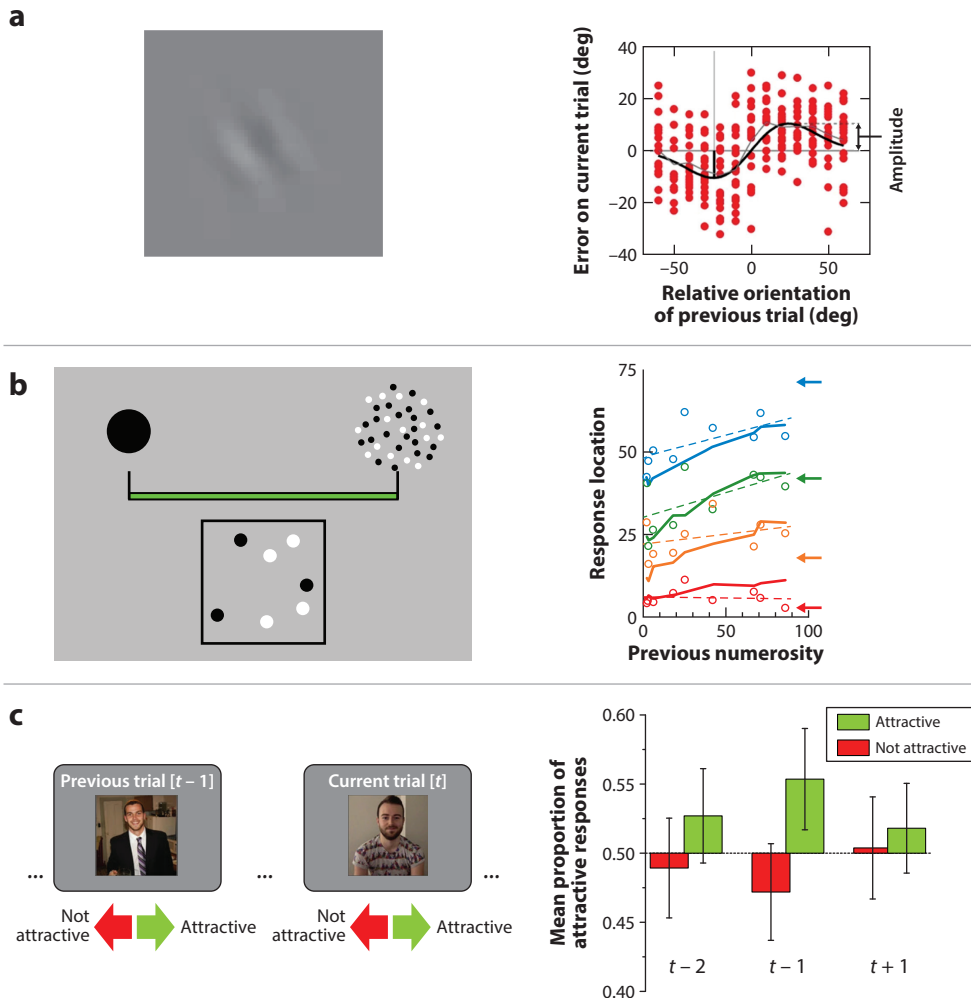 a
40
20
0
−20
−40
−50
0
50
Error on current trial (deg)
Relative orientation
of previous trial (deg)
Amplitude
b
75
50
25
0
0
50
100
Response location
Previous numerosity
c
Previous trial [t – 1]
Current trial [t]
...
...
...
Not
attractive
Attractive
Not
attractive
Attractive
0.60
0.55
0.50
0.45
0.40
Mean proportion of
attractive responses
Attractive
Not attractive
t – 2
t – 1
t + 1